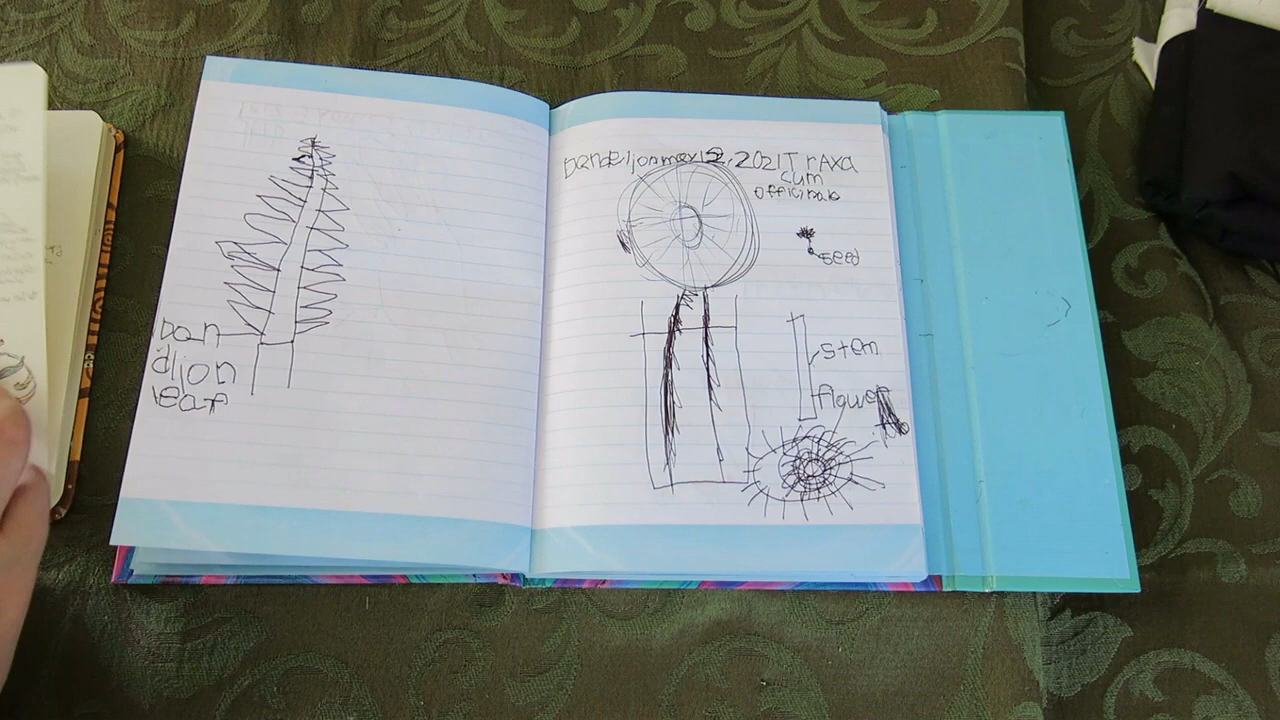 Dan
dlion
leaf
Dandelion may 12, 2021 Traxa
cum
officinale
seed
stem
flower